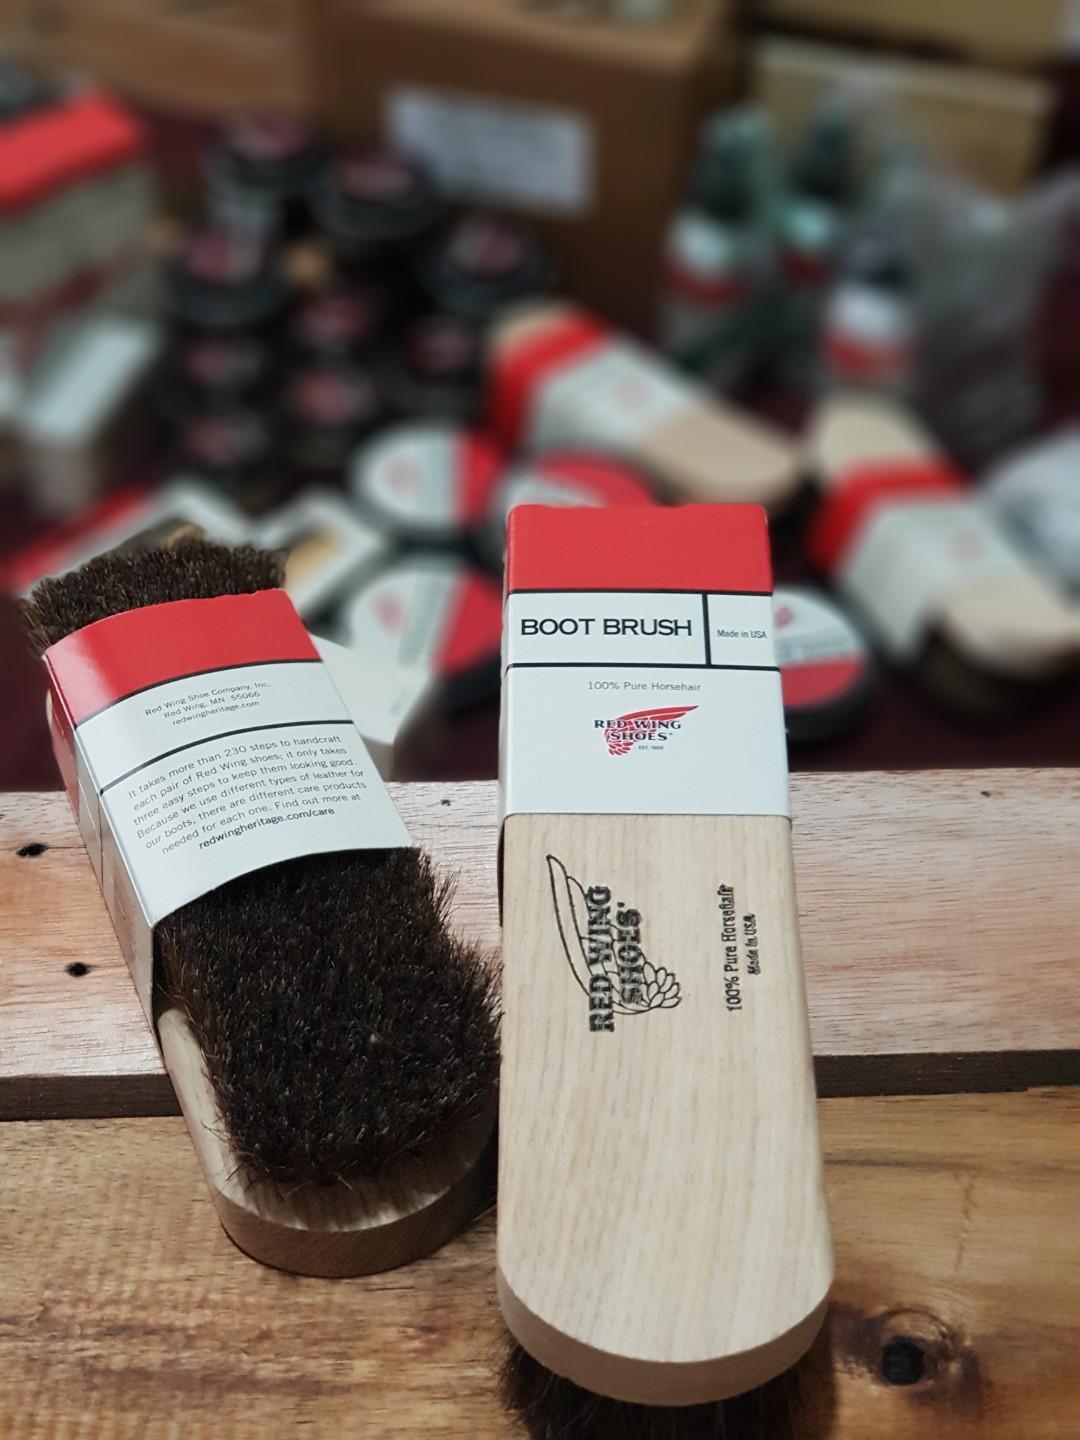 BOOT BRUSH
Made in USA
100% Pure Horsehair
RED WING
SHOES
EST. 1905
RED WING
SHOES
100% Pure Horsehair
Made in USA
Red Wing Shoe Company, Inc.
Red Wing, MN 55066
redwingheritage.com
It takes more than 230 steps to handcraft
each pair of Red Wing shoes; it only takes
three easy steps to keep them looking good.
Because we use different types of leather for
our boots, there are different care products
needed for each one. Find out more at
redwingheritage.com/care